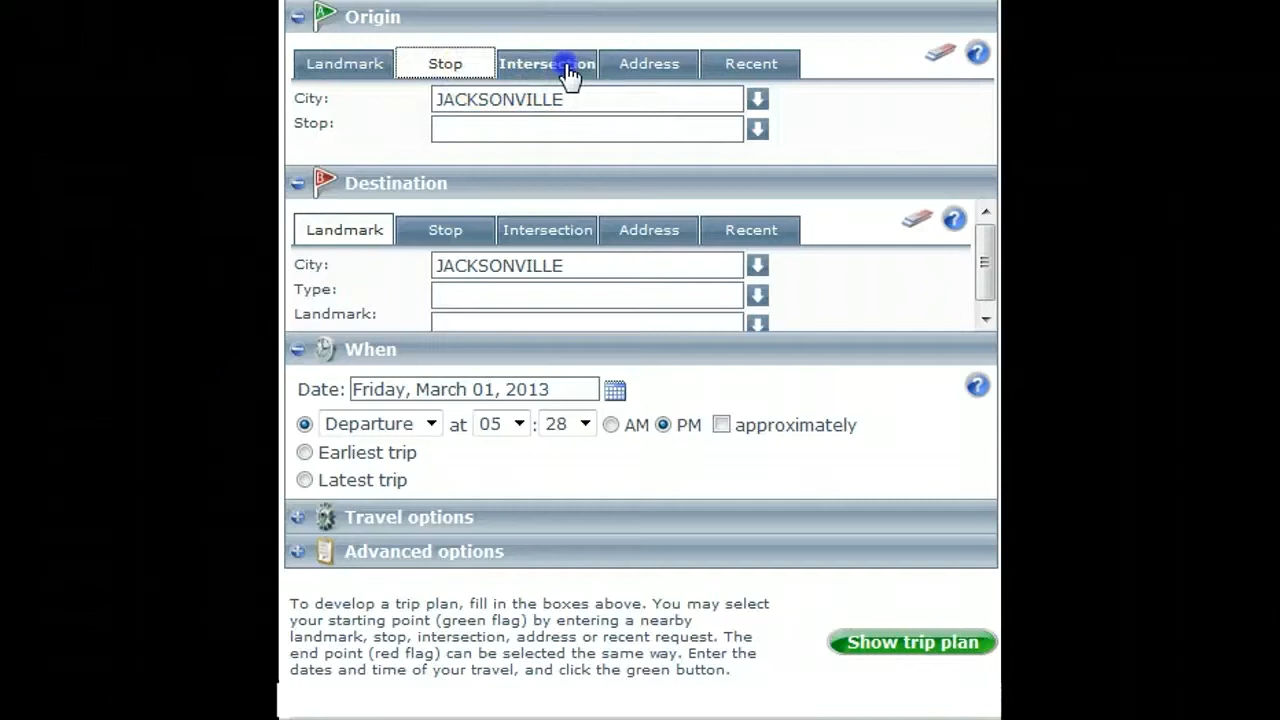 A Origin
Landmark Stop Intersection Address Recent
City: JACKSONVILLE
Stop:
B Destination
Landmark Stop Intersection Address Recent
City: JACKSONVILLE
Type:
Landmark:
When
Date: Friday, March 01, 2013
Departure at 05 : 28 AM PM approximately
Earliest trip
Latest trip
Travel options
Advanced options
To develop a trip plan, fill in the boxes above. You may select
your starting point (green flag) by entering a nearby
landmark, stop, intersection, address or recent request. The
end point (red flag) can be selected the same way. Enter the
dates and time of your travel, and click the green button.
Show trip plan